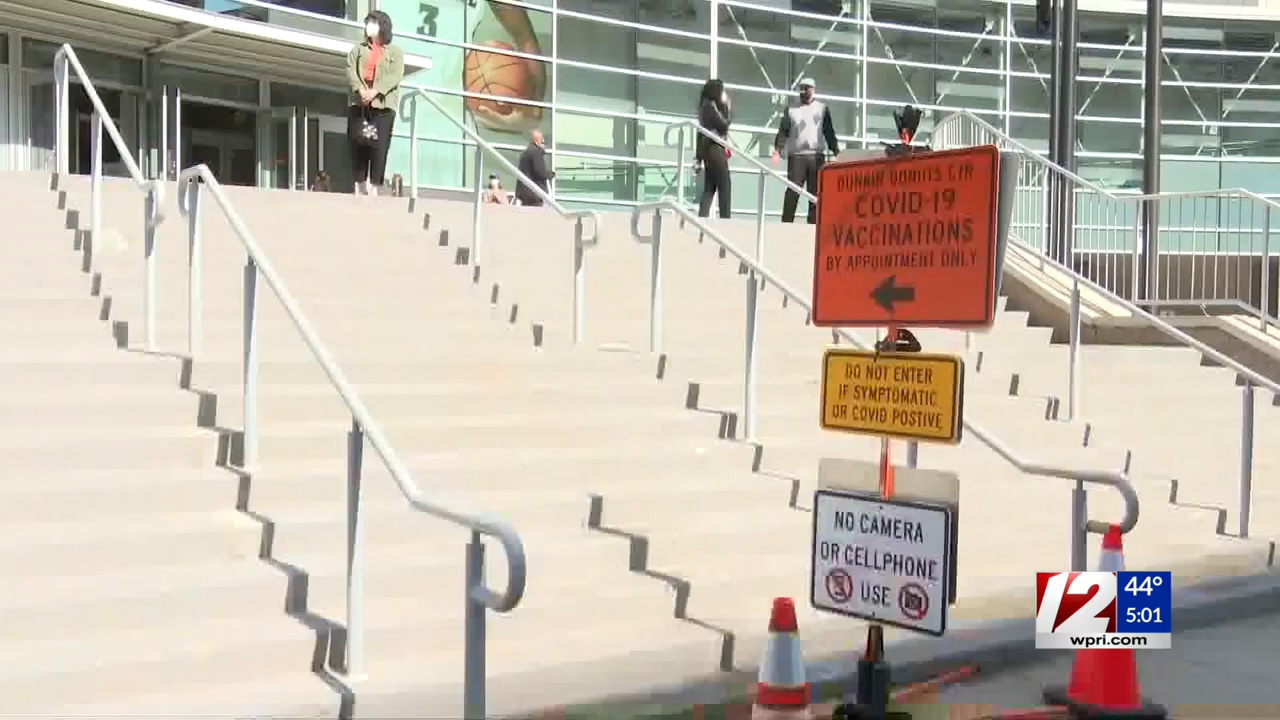 3
DUNKIN DONUTS CTR
COVID-19
VACCINATIONS
BY APPOINTMENT ONLY
DO NOT ENTER
IF SYMPTOMATIC
OR COVID POSTIVE
NO CAMERA
OR CELLPHONE
USE
12
44°
5:01
wpri.com